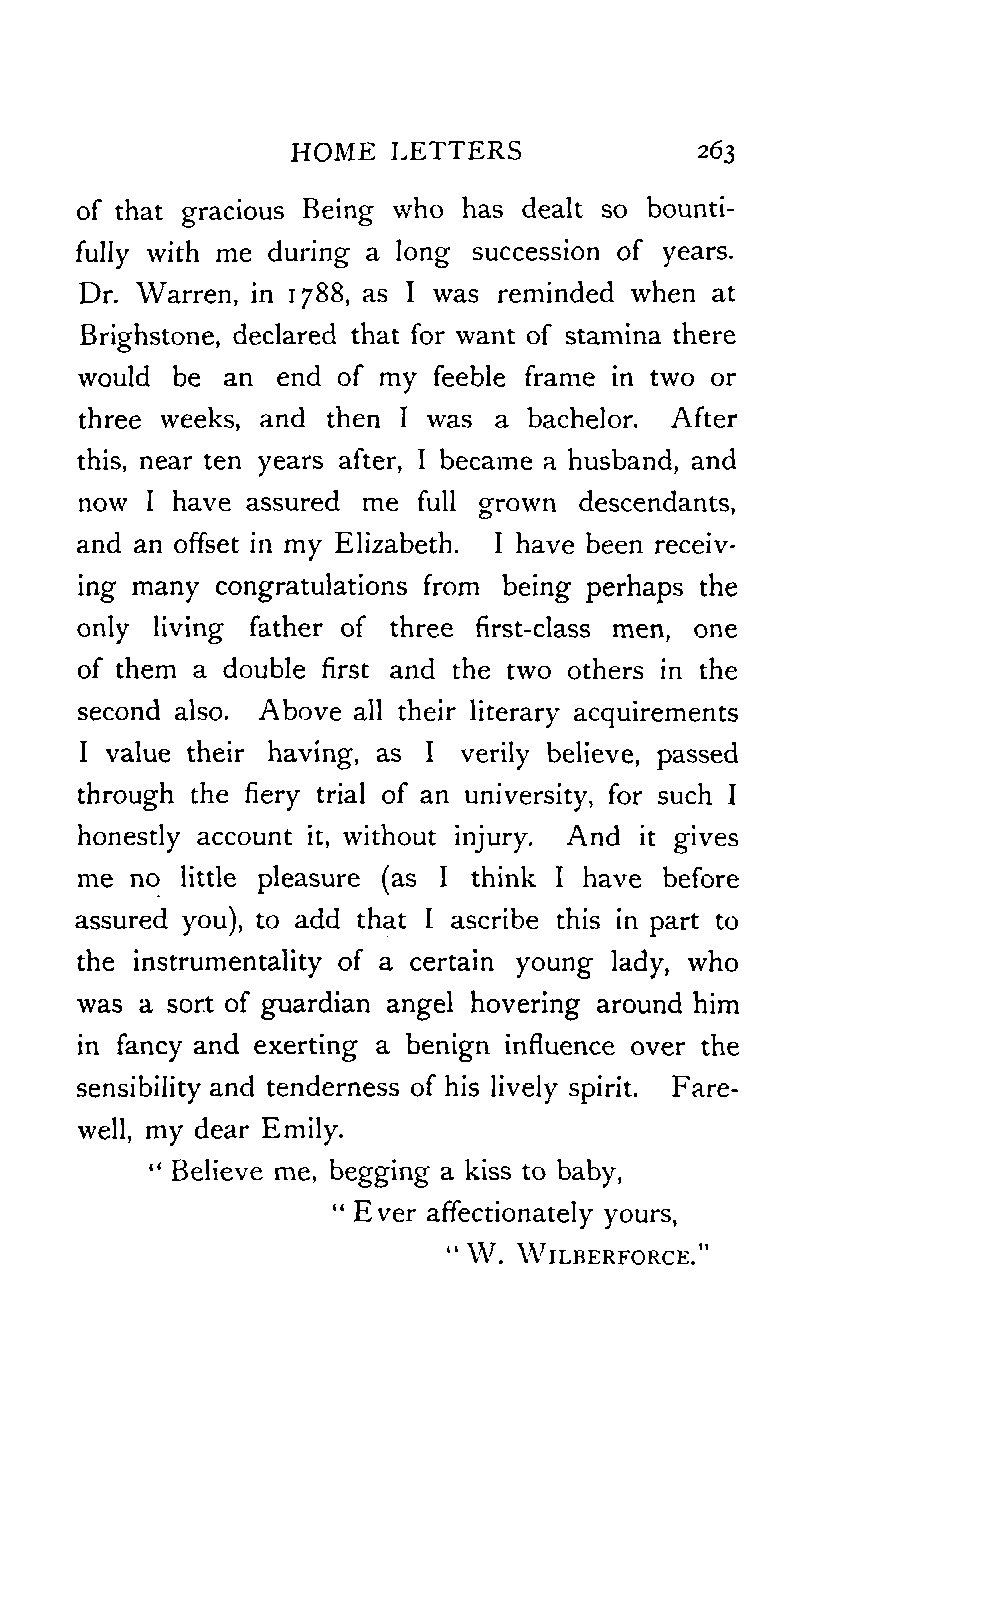 HOME LETTERS 263
of that gracious Being who has dealt so bounti-
fully with me during a long succession of years.
Dr. Warren, in 1788, as I was reminded when at
Brighstone, declared that for want of stamina there
would be an end of my feeble frame in two or
three weeks, and then I was a bachelor. After
this, near ten years after, I became a husband, and
now I have assured me full grown descendants,
and an offset in my Elizabeth. I have been receiv-
ing many congratulations from being perhaps the
only living father of three first-class men, one
of them a double first and the two others in the
second also. Above all their literary acquirements
I value their having, as I verily believe, passed
through the fiery trial of an university, for such I
honestly account it, without injury. And it gives
me no little pleasure (as I think I have before
assured you), to add that I ascribe this in part to
the instrumentality of a certain young lady, who
was a sort of guardian angel hovering around him
in fancy and exerting a benign influence over the
sensibility and tenderness of his lively spirit. Fare-
well, my dear Emily.
“ Believe me, begging a kiss to baby,
“ Ever affectionately yours,
“ W. WILBERFORCE.”